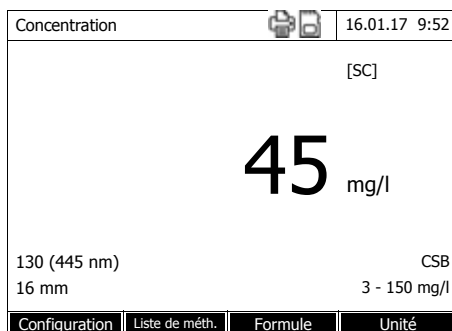 Concentration 16.01.17 9:52
[SC]
45 mg/l
130 (445 nm) CSB
16 mm 3 - 150 mg/l
Configuration Liste de méth. Formule Unité